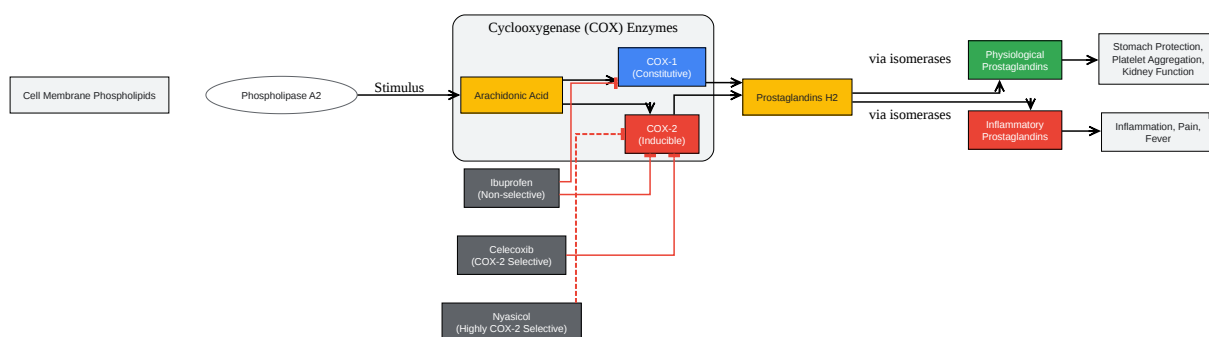 Cyclooxygenase (COX) Enzymes
Cell Membrane Phospholipids
Phospholipase A2
Stimulus
Arachidonic Acid
COX-1
(Constitutive)
COX-2
(Inducible)
Prostaglandins H2
via isomerases
via isomerases
Physiological
Prostaglandins
Stomach Protection,
Platelet Aggregation,
Kidney Function
Inflammatory
Prostaglandins
Inflammation, Pain,
Fever
Ibuprofen
(Non-selective)
Celecoxib
(COX-2 Selective)
Nyasicol
(Highly COX-2 Selective)